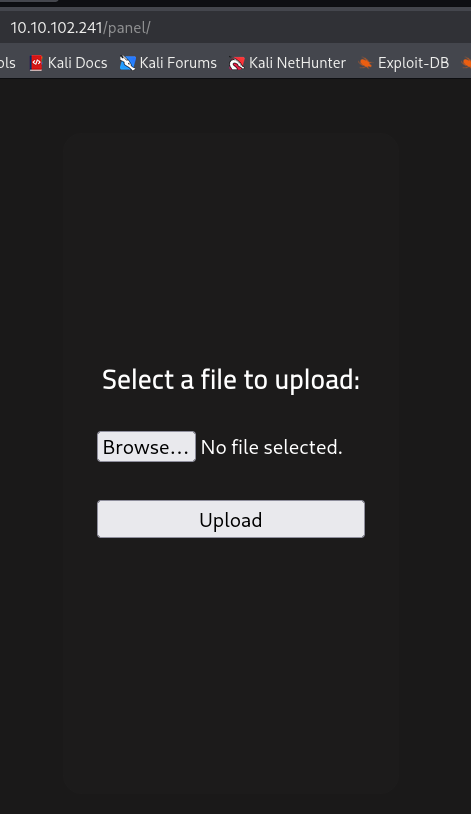 10.10.102.241/panel/
ols Kali Docs Kali Forums Kali NetHunter Exploit-DB
Select a file to upload:
Browse... No file selected.
Upload